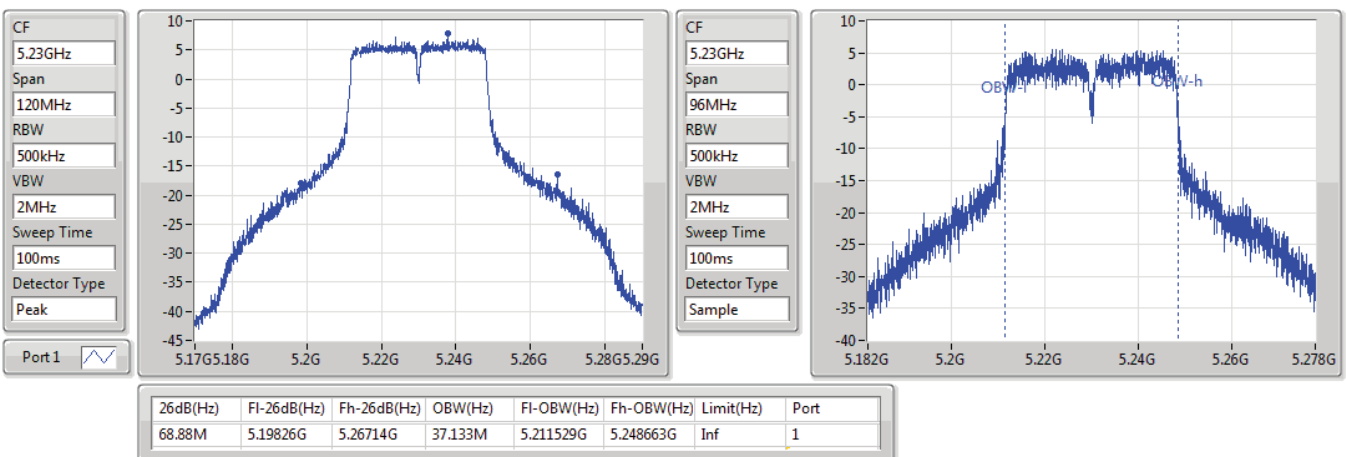 CF
5.23GHz
Span
120MHz
RBW
500kHz
VBW
2MHz
Sweep Time
100ms
Detector Type
Peak
Port 1
10
5
0
-5
-10
-15
-20
-25
-30
-35
-40
-45
5.17G5.18G 5.2G 5.22G 5.24G 5.26G 5.28G5.29G
CF
5.23GHz
Span
96MHz
RBW
500kHz
VBW
2MHz
Sweep Time
100ms
Detector Type
Sample
10
5
0
-5
-10
-15
-20
-25
-30
-35
-40
OBW-l OBW-h
5.182G 5.2G 5.22G 5.24G 5.26G 5.278G
26dB(Hz) Fl-26dB(Hz) Fh-26dB(Hz) OBW(Hz) Fl-OBW(Hz) Fh-OBW(Hz) Limit(Hz) Port
68.88M 5.19826G 5.26714G 37.133M 5.211529G 5.248663G Inf 1